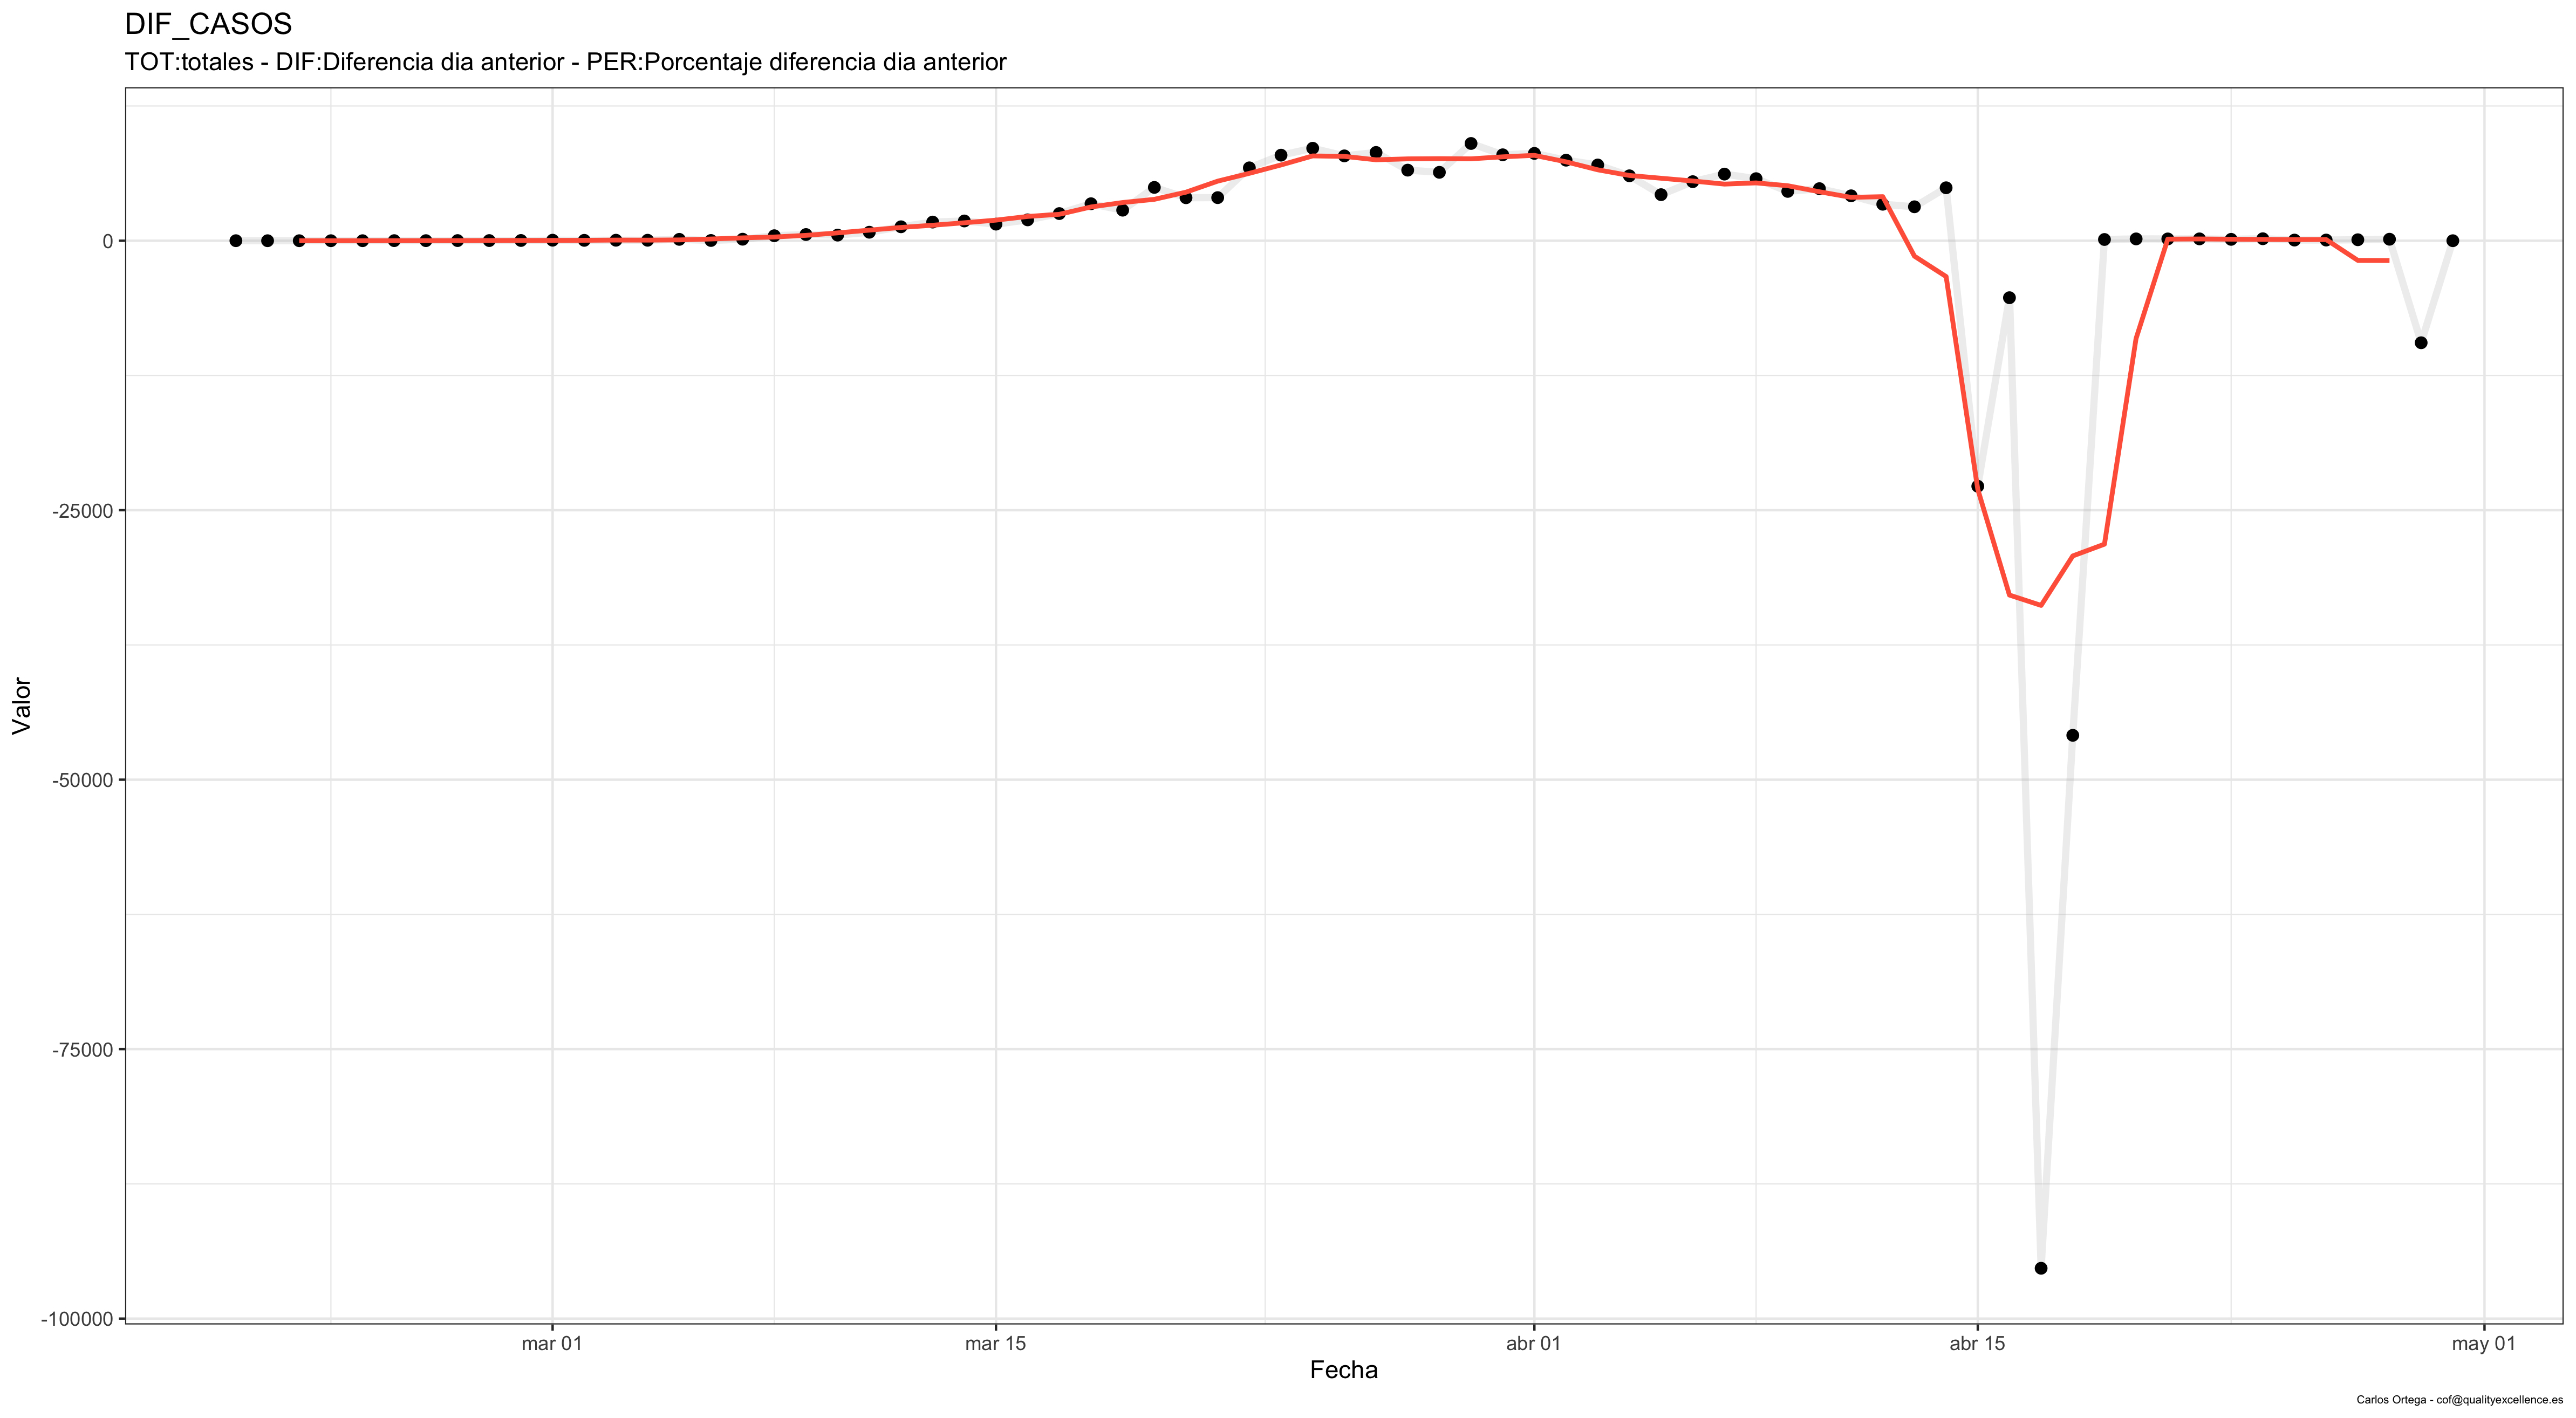 DIF_CASOS
TOT:totales - DIF:Diferencia dia anterior - PER:Porcentaje diferencia dia anterior
Valor
0
-25000
-50000
-75000
-100000
mar 01
mar 15
abr 01
abr 15
may 01
Fecha
Carlos Ortega - cof@qualityexcellence.es